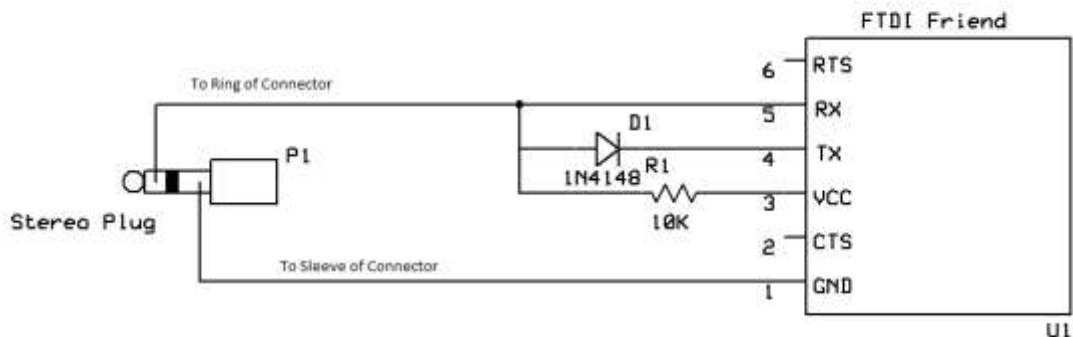 FTDI Friend
6 RTS
To Ring of Connector
5 RX
D1
P1
4 TX
1N4148 R1
3 VCC
Stereo Plug
10K
2 CTS
To Sleeve of Connector
1 GND
U1